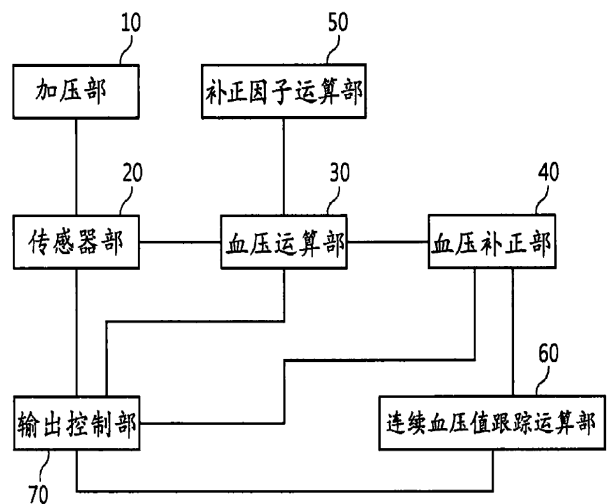 10
50
加压部
补正因子运算部
20
30
40
传感器部
血压运算部
血压补正部
60
输出控制部
连续血压值跟踪运算部
70